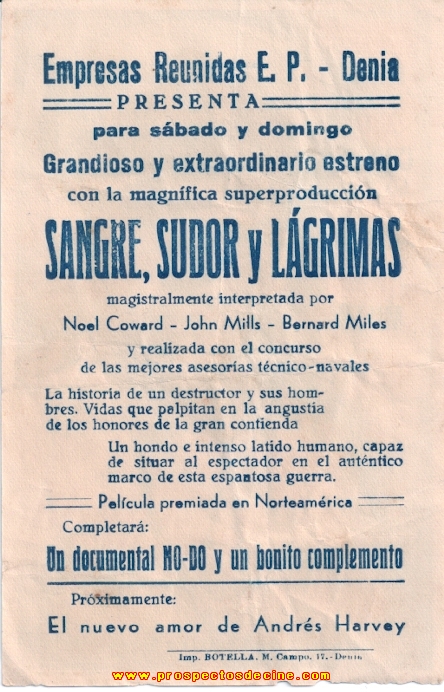 Empresas Reunidas E. P. - Denia
PRESENTA
para sábado y domingo
Grandioso y extraordinario estreno
con la magnífica superproducción
SANGRE, SUDOR y LÁGRIMAS
magistralmente interpretada por
Noel Coward - John Mills - Bernard Miles
y realizada con el concurso
de las mejores asesorías técnico-navales
La historia de un destructor y sus hom-
bres. Vidas que palpitan en la angustia
de los honores de la gran contienda
Un hondo e intenso latido humano, capaz
de situar al espectador en el auténtico
marco de esta espantosa guerra.
Película premiada en Norteamérica
Completará:
Un documental NO-DO y un bonito complemento
Próximamente:
El nuevo amor de Andrés Harvey
Imp. BOTELLA. M. Campo, 17.-Denia
www.prospectosdecine.com